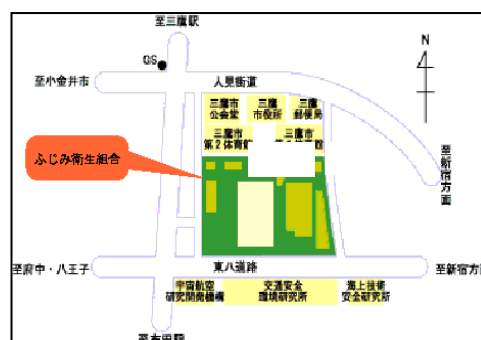 至三鷹駅
N
GS
至小金井市
人見街道
三鷹市
公会堂
三鷹
市役所
三鷹
郵便局
三鷹市
第2体育館
三鷹市
至新宿方面
ふじみ衛生組合
至府中・八王子
東八道路
至新宿方面
宇宙航空
研究開発機構
交通安全
環境研究所
海上技術
安全研究所